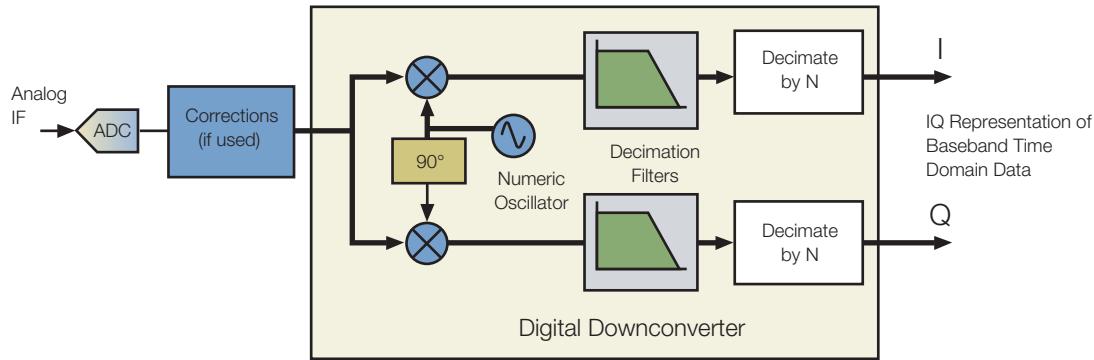 Analog
IF
ADC
Corrections
(if used)
90°
Numeric
Oscillator
Decimation
Filters
Decimate
by N
Decimate
by N
I
IQ Representation of
Baseband Time
Domain Data
Q
Digital Downconverter